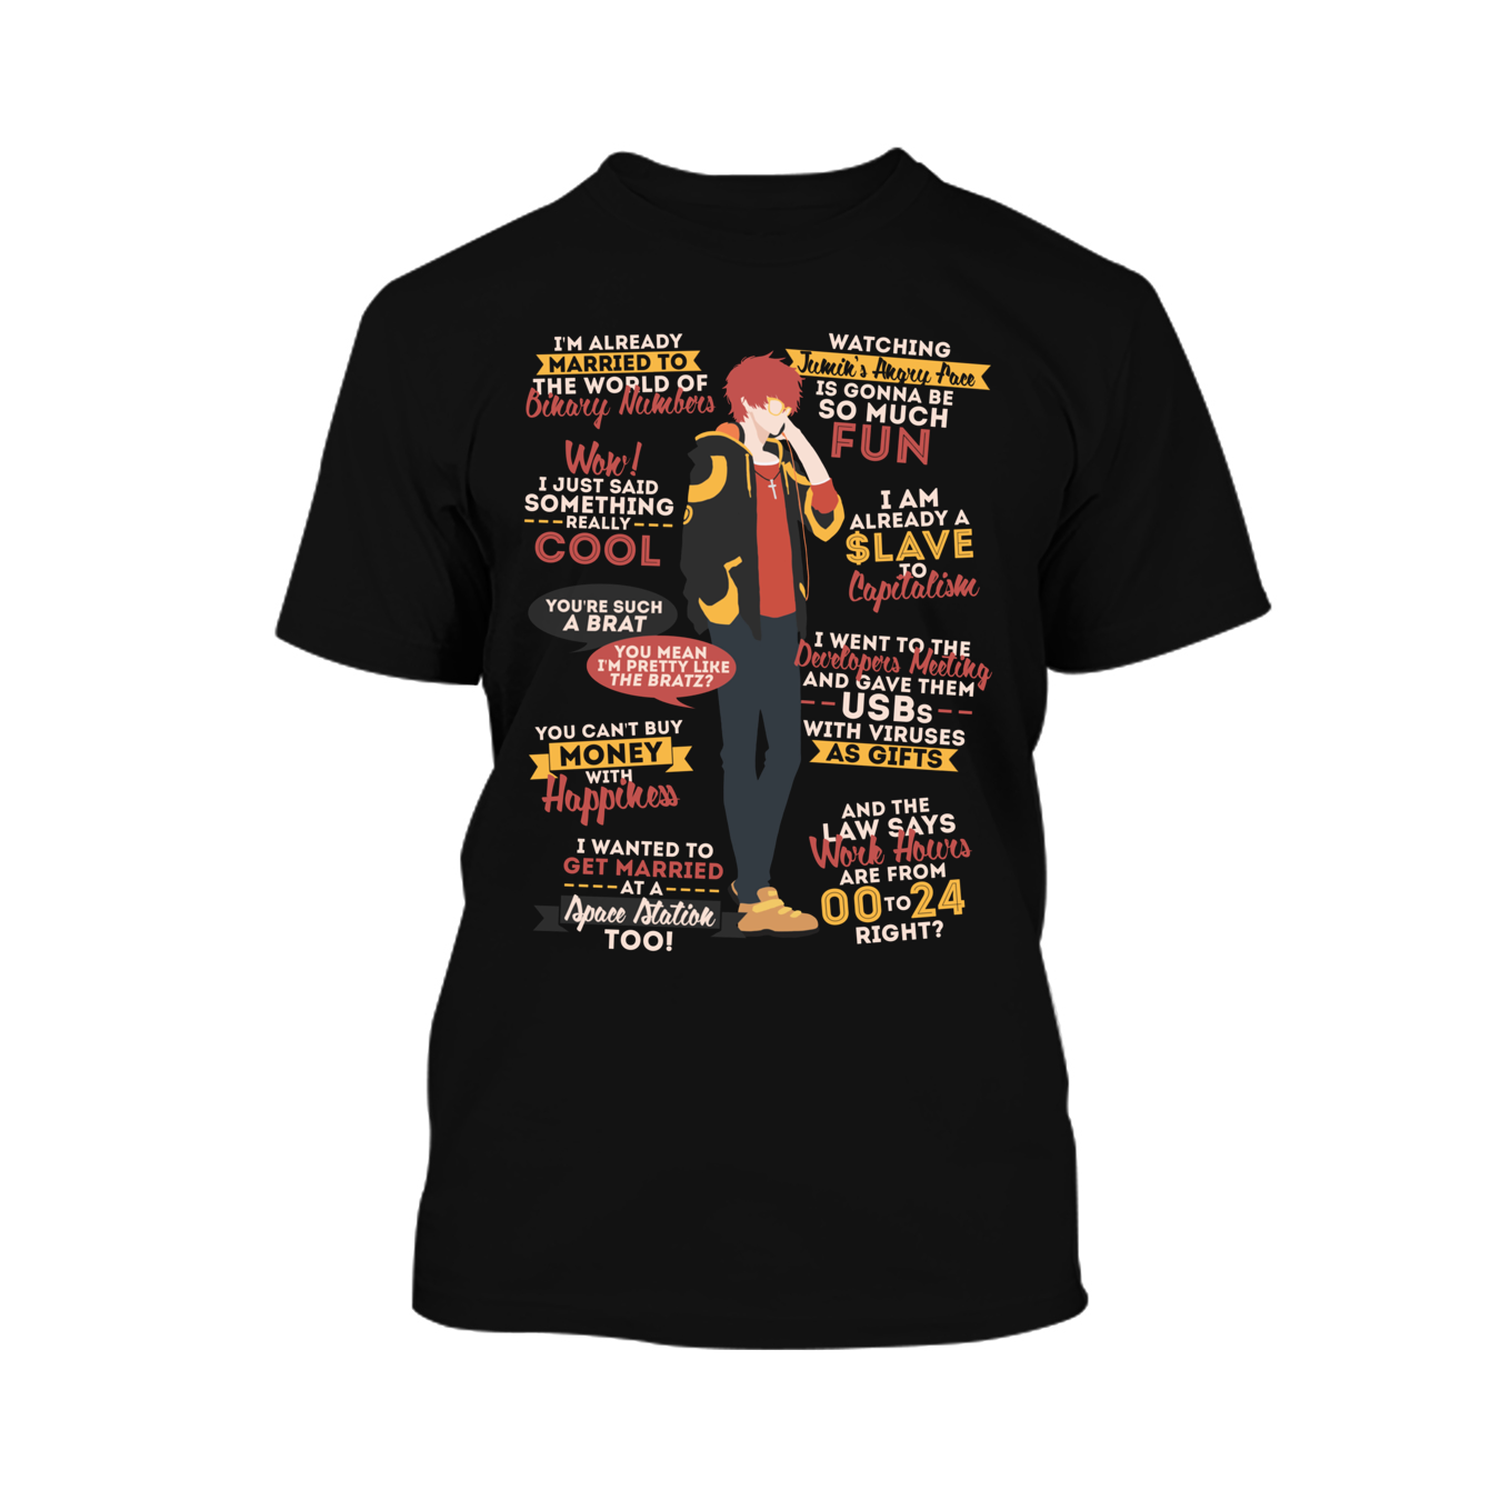 I'M ALREADY
MARRIED TO
THE WORLD OF
Binary Numbers
Wow!
I JUST SAID
SOMETHING
REALLY
COOL
YOU'RE SUCH
A BRAT
YOU MEAN
I'M PRETTY LIKE
THE BRATZ?
YOU CAN'T BUY
MONEY
WITH
Happiness
I WANTED TO
GET MARRIED
AT A
Space Station
TOO!
WATCHING
Jumin's Angry Face
IS GONNA BE
SO MUCH
FUN
I AM
ALREADY A
$LAVE
TO
Capitalism
I WENT TO THE
Developers Meeting
AND GAVE THEM
USBs
WITH VIRUSES
AS GIFTS
AND THE
LAW SAYS
Work Hours
ARE FROM
00 TO 24
RIGHT?